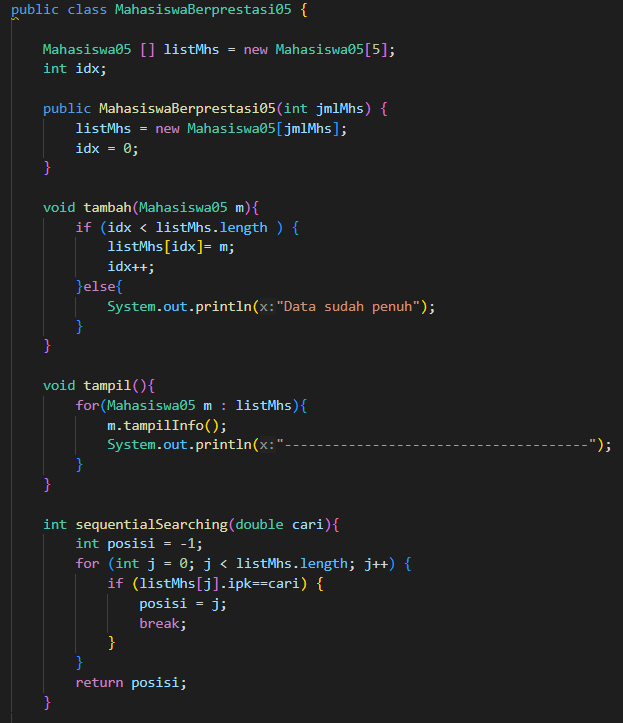 public class MahasiswaBerprestasi05 {
    Mahasiswa05 [] listMhs = new Mahasiswa05[5];
    int idx;
    public MahasiswaBerprestasi05(int jmlMhs) {
        listMhs = new Mahasiswa05[jmlMhs];
        idx = 0;
    }
    void tambah(Mahasiswa05 m){
        if (idx < listMhs.length ) {
            listMhs[idx]= m;
            idx++;
        }else{
            System.out.println(x:"Data sudah penuh");
        }
    }
    void tampil(){
        for(Mahasiswa05 m : listMhs){
            m.tampilInfo();
            System.out.println(x:"--------------------------------------");
        }
    }
    int sequentialSearching(double cari){
        int posisi = -1;
        for (int j = 0; j < listMhs.length; j++) {
            if (listMhs[j].ipk==cari) {
                posisi = j;
                break;
            }
        }
        return posisi;
    }